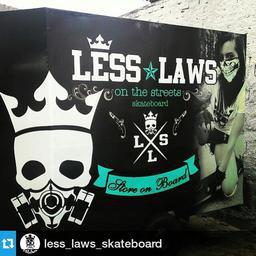 LESS LAWS
on the streets
skateboard
L S
S
Store on Board
less_laws_skateboard